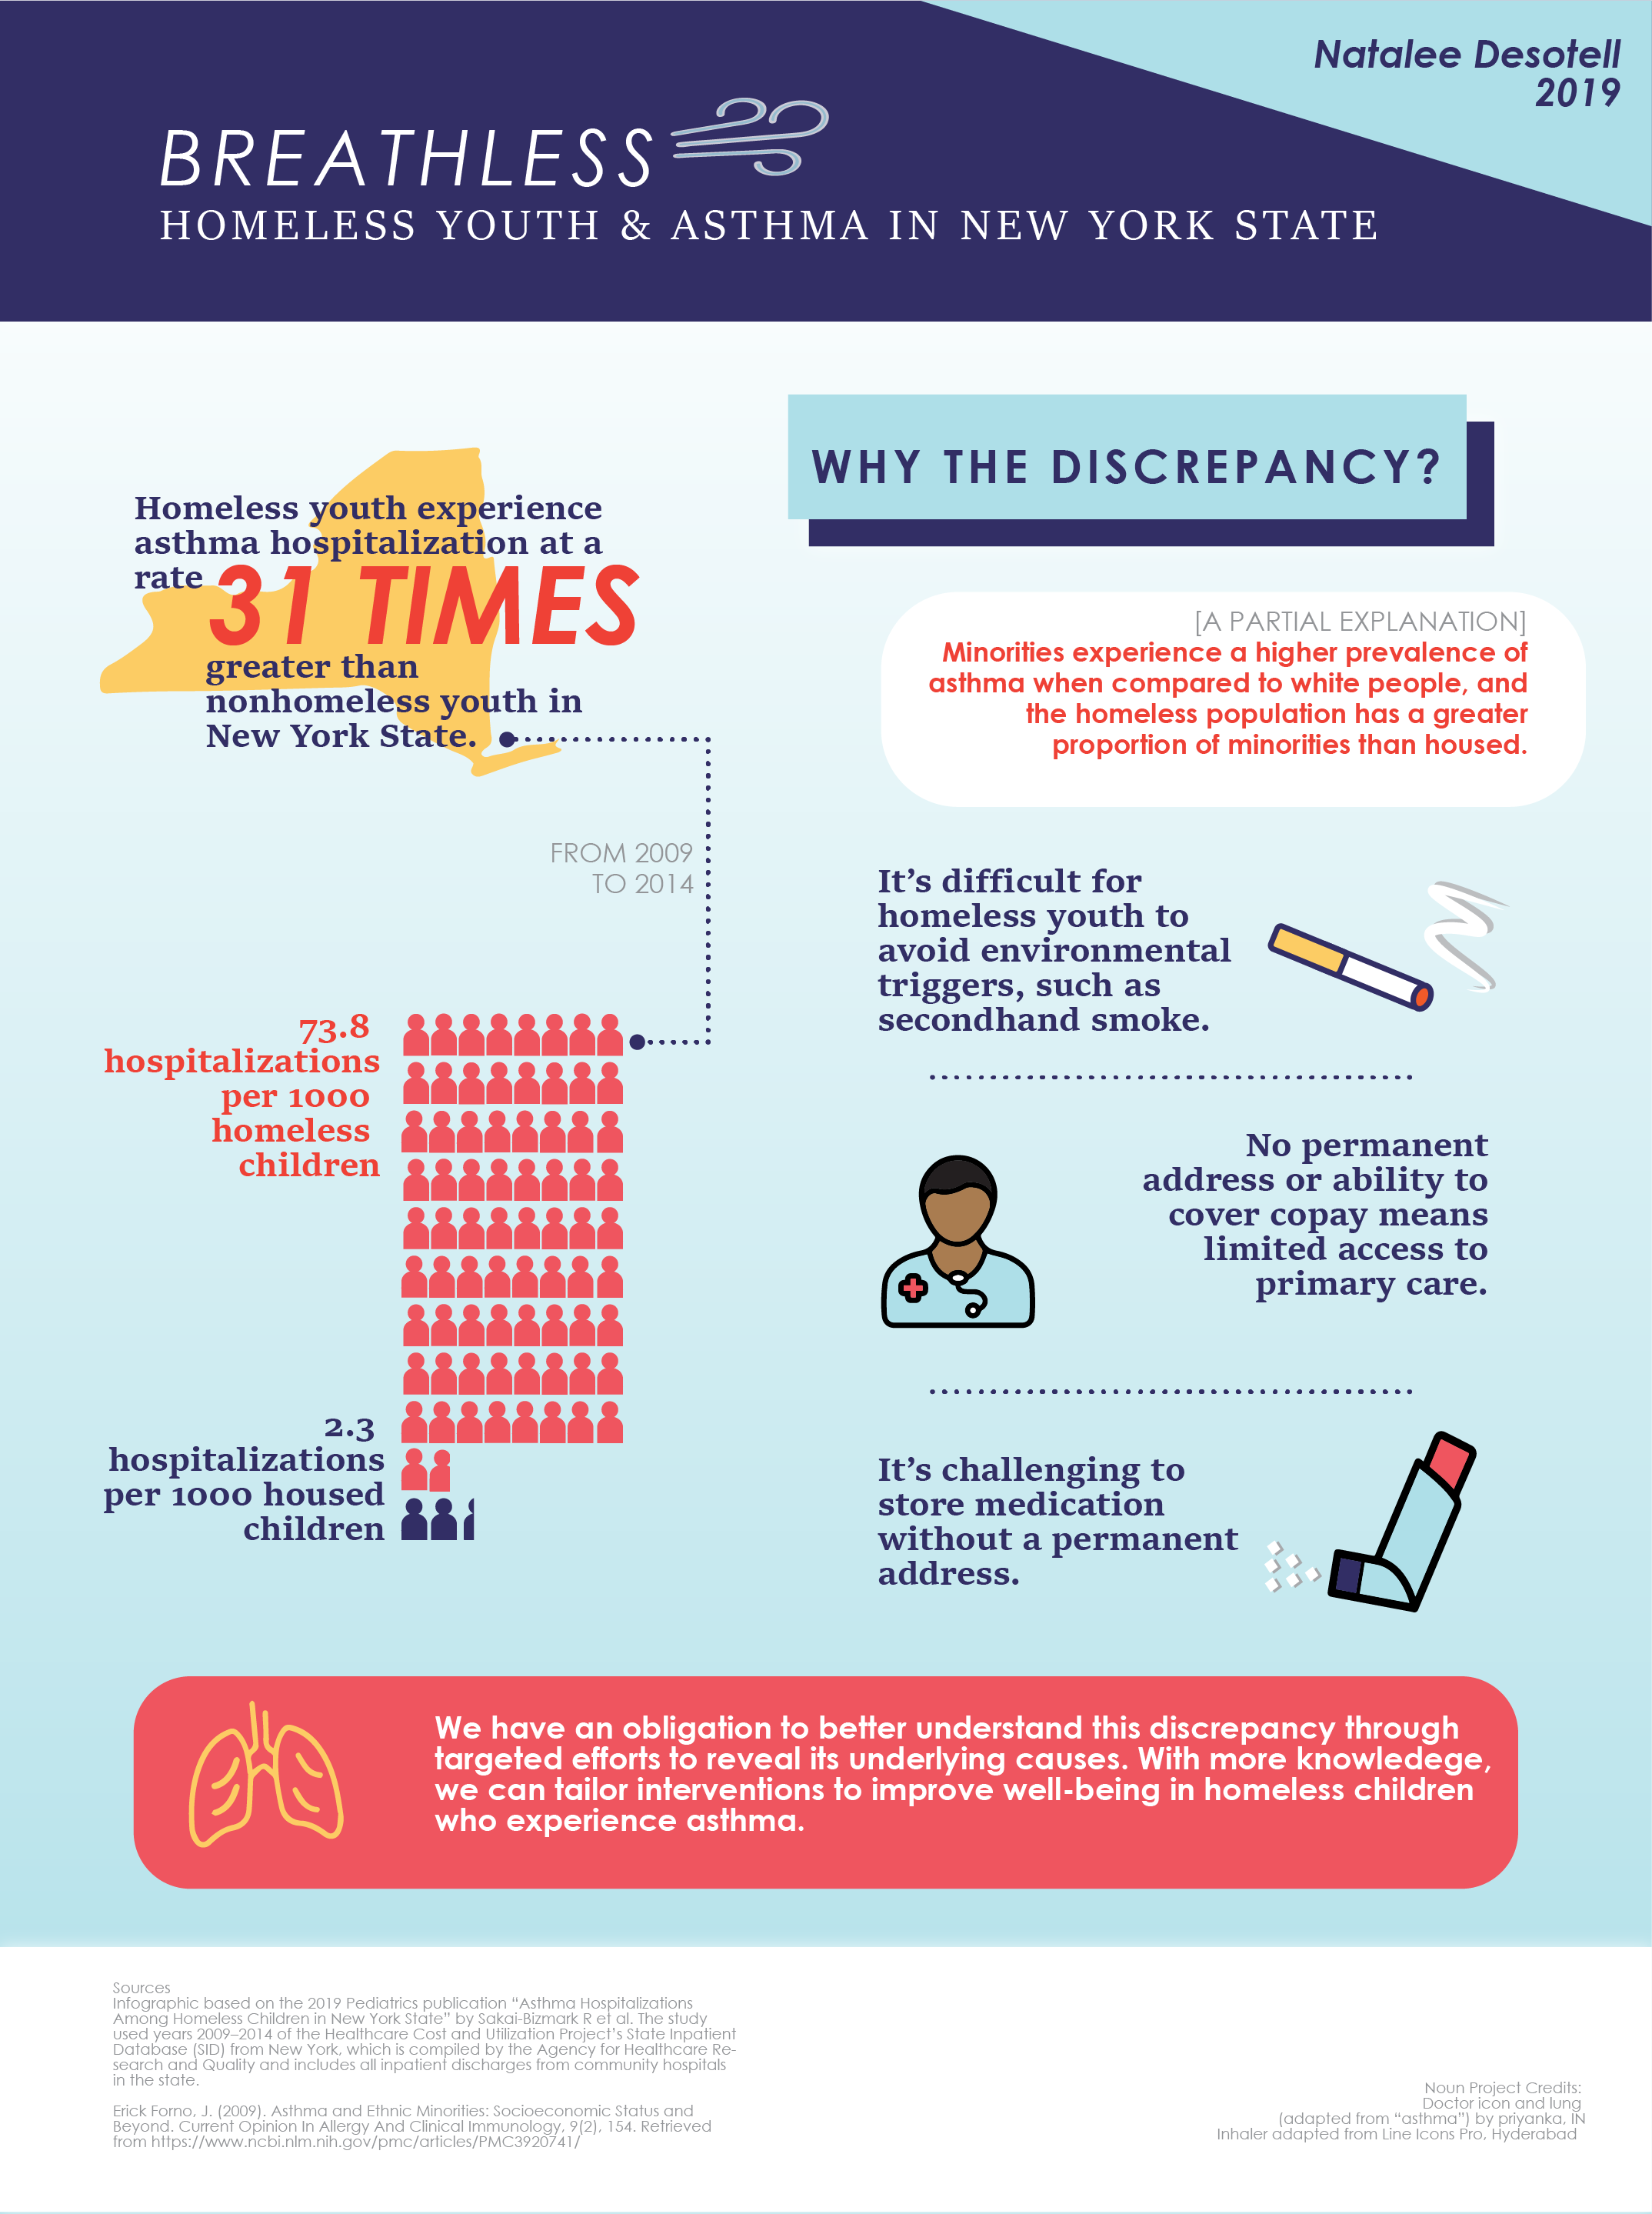 Natalee Desotell
2019
BREATHLESS
HOMELESS YOUTH & ASTHMA IN NEW YORK STATE
Homeless youth experience
asthma hospitalization at a
rate 31 TIMES
greater than
nonhomeless youth in
New York State.
FROM 2009
TO 2014
73.8
hospitalizations
per 1000
homeless
children
2.3
hospitalizations
per 1000 housed
children
WHY THE DISCREPANCY?
[A PARTIAL EXPLANATION]
Minorities experience a higher prevalence of
asthma when compared to white people, and
the homeless population has a greater
proportion of minorities than housed.
It’s difficult for
homeless youth to
avoid environmental
triggers, such as
secondhand smoke.
No permanent
address or ability to
cover copay means
limited access to
primary care.
It’s challenging to
store medication
without a permanent
address.
We have an obligation to better understand this discrepancy through
targeted efforts to reveal its underlying causes. With more knowledege,
we can tailor interventions to improve well-being in homeless children
who experience asthma.
Sources
Infographic based on the 2019 Pediatrics publication “Asthma Hospitalizations
Among Homeless Children in New York State” by Sakai-Bizmark R et al. The study
used years 2009–2014 of the Healthcare Cost and Utilization Project’s State Inpatient
Database (SID) from New York, which is compiled by the Agency for Healthcare Re-
search and Quality and includes all inpatient discharges from community hospitals
in the state.
Erick Forno, J. (2009). Asthma and Ethnic Minorities: Socioeconomic Status and
Beyond. Current Opinion In Allergy And Clinical Immunology, 9(2), 154. Retrieved
from https://www.ncbi.nlm.nih.gov/pmc/articles/PMC3920741/
Noun Project Credits:
Doctor icon and lung
(adapted from “asthma”) by priyanka, IN
Inhaler adapted from Line Icons Pro, Hyderabad